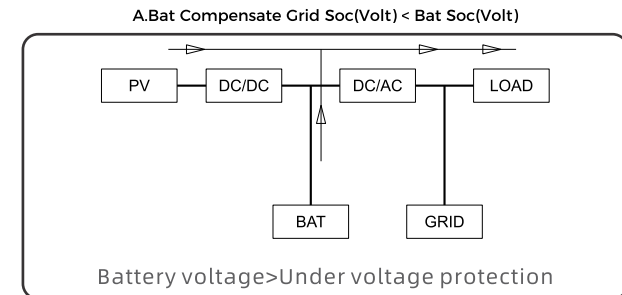 A.Bat Compensate Grid Soc(Volt) < Bat Soc(Volt)
PV DC/DC DC/AC LOAD
BAT GRID
Battery voltage>Under voltage protection